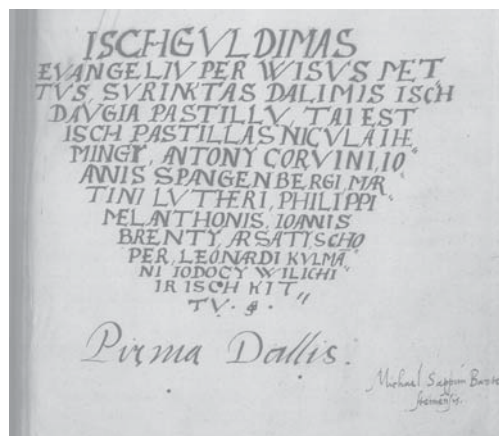 ISCHGVLDIMAS
EVANGELIV PER WISVS MET,
TVS, SVRINKTAS DALIMIS ISCH
DAVGIA PASTILLV, TAI EST
ISCH PASTILLAS NICVLAI HE
MINGY, ANTONY CORVINI, IO
ANNIS SPANGENBERGI, MAR
TINI LVTHERI, PHILIPPI
MELANTHONIS, IOANNIS
BRENTY, ARSATY, SCHO
PER, LEONARDI KVLMA
NI IODOCY WILICHI
IR ISCH KIT
TV.
Pirma Dallis.
Michael Sappun